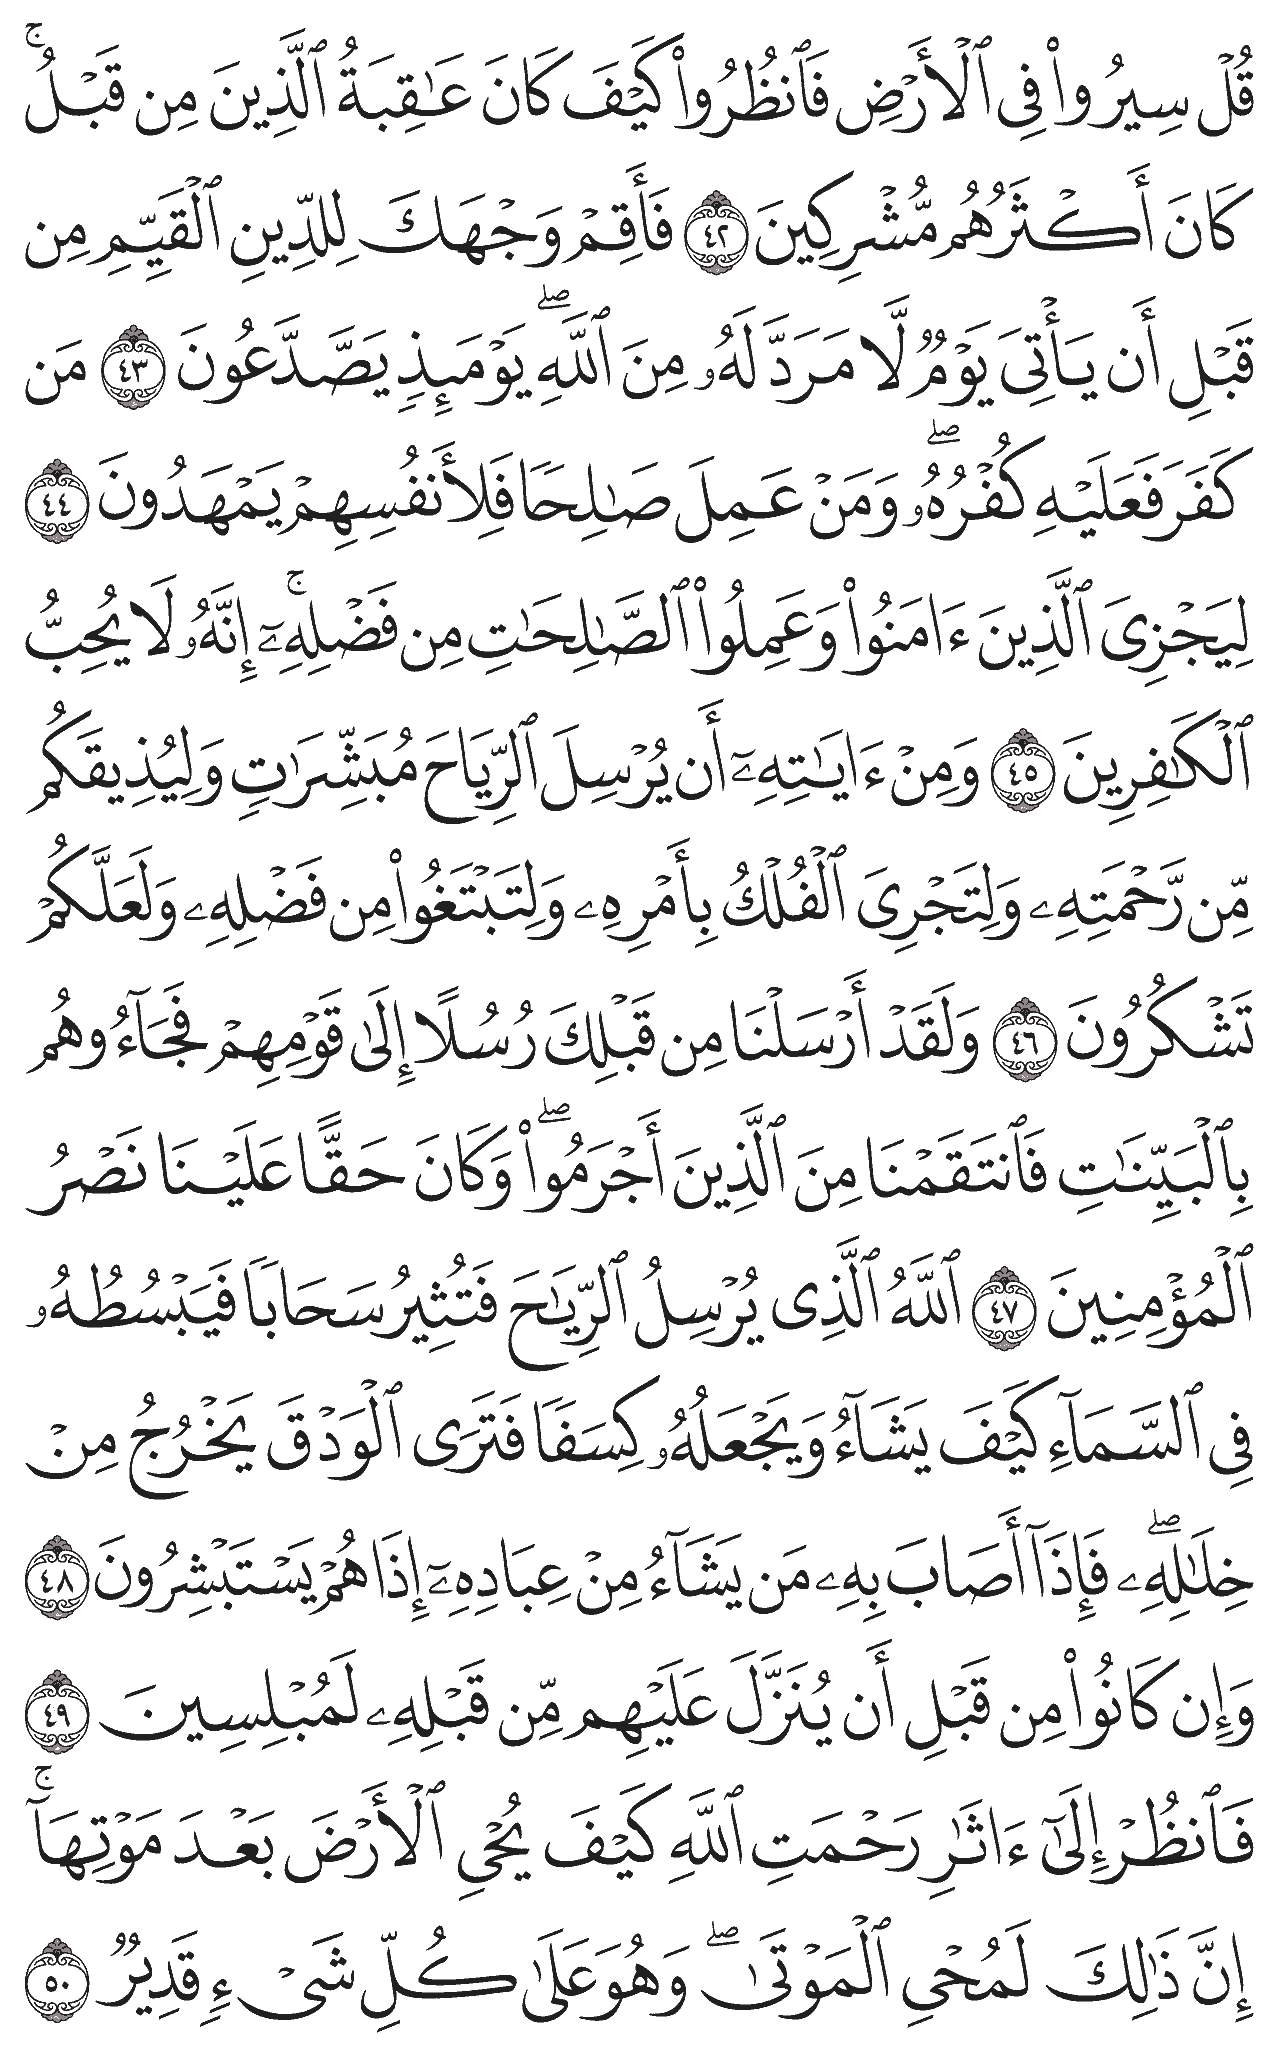 قُلۡ سِيرُواْ فِي ٱلۡأَرۡضِ فَٱنظُرُواْ كَيۡفَ كَانَ عَٰقِبَةُ ٱلَّذِينَ مِن قَبۡلُۚ
كَانَ أَكۡثَرُهُم مُّشۡرِكِينَ ٤٢ فَأَقِمۡ وَجۡهَكَ لِلدِّينِ ٱلۡقَيِّمِ مِن
قَبۡلِ أَن يَأۡتِيَ يَوۡمٞ لَّا مَرَدَّ لَهُۥ مِنَ ٱللَّهِۖ يَوۡمَئِذٖ يَصَّدَّعُونَ ٤٣ مَن
كَفَرَ فَعَلَيۡهِ كُفۡرُهُۥۖ وَمَنۡ عَمِلَ صَٰلِحٗا فَلِأَنفُسِهِمۡ يَمۡهَدُونَ ٤٤
لِيَجۡزِيَ ٱلَّذِينَ ءَامَنُواْ وَعَمِلُواْ ٱلصَّٰلِحَٰتِ مِن فَضۡلِهِۦٓۚ إِنَّهُۥ لَا يُحِبُّ
ٱلۡكَٰفِرِينَ ٤٥ وَمِنۡ ءَايَٰتِهِۦٓ أَن يُرۡسِلَ ٱلرِّيَاحَ مُبَشِّرَٰتٖ وَلِيُذِيقَكُم
مِّن رَّحۡمَتِهِۦ وَلِتَجۡرِيَ ٱلۡفُلۡكُ بِأَمۡرِهِۦ وَلِتَبۡتَغُواْ مِن فَضۡلِهِۦ وَلَعَلَّكُمۡ
تَشۡكُرُونَ ٤٦ وَلَقَدۡ أَرۡسَلۡنَا مِن قَبۡلِكَ رُسُلًا إِلَىٰ قَوۡمِهِمۡ فَجَآءُوهُم
بِٱلۡبَيِّنَٰتِ فَٱنتَقَمۡنَا مِنَ ٱلَّذِينَ أَجۡرَمُواْۖ وَكَانَ حَقًّا عَلَيۡنَا نَصۡرُ
ٱلۡمُؤۡمِنِينَ ٤٧ ٱللَّهُ ٱلَّذِي يُرۡسِلُ ٱلرِّيَٰحَ فَتُثِيرُ سَحَابٗا فَيَبۡسُطُهُۥ
فِي ٱلسَّمَآءِ كَيۡفَ يَشَآءُ وَيَجۡعَلُهُۥ كِسَفٗا فَتَرَى ٱلۡوَدۡقَ يَخۡرُجُ مِنۡ
خِلَٰلِهِۦۖ فَإِذَآ أَصَابَ بِهِۦ مَن يَشَآءُ مِنۡ عِبَادِهِۦٓ إِذَا هُمۡ يَسۡتَبۡشِرُونَ ٤٨
وَإِن كَانُواْ مِن قَبۡلِ أَن يُنَزَّلَ عَلَيۡهِم مِّن قَبۡلِهِۦ لَمُبۡلِسِينَ ٤٩
فَٱنظُرۡ إِلَىٰٓ ءَاثَٰرِ رَحۡمَتِ ٱللَّهِ كَيۡفَ يُحۡيِ ٱلۡأَرۡضَ بَعۡدَ مَوۡتِهَآۚ
إِنَّ ذَٰلِكَ لَمُحۡيِ ٱلۡمَوۡتَىٰۖ وَهُوَ عَلَىٰ كُلِّ شَيۡءٖ قَدِيرٞ ٥٠